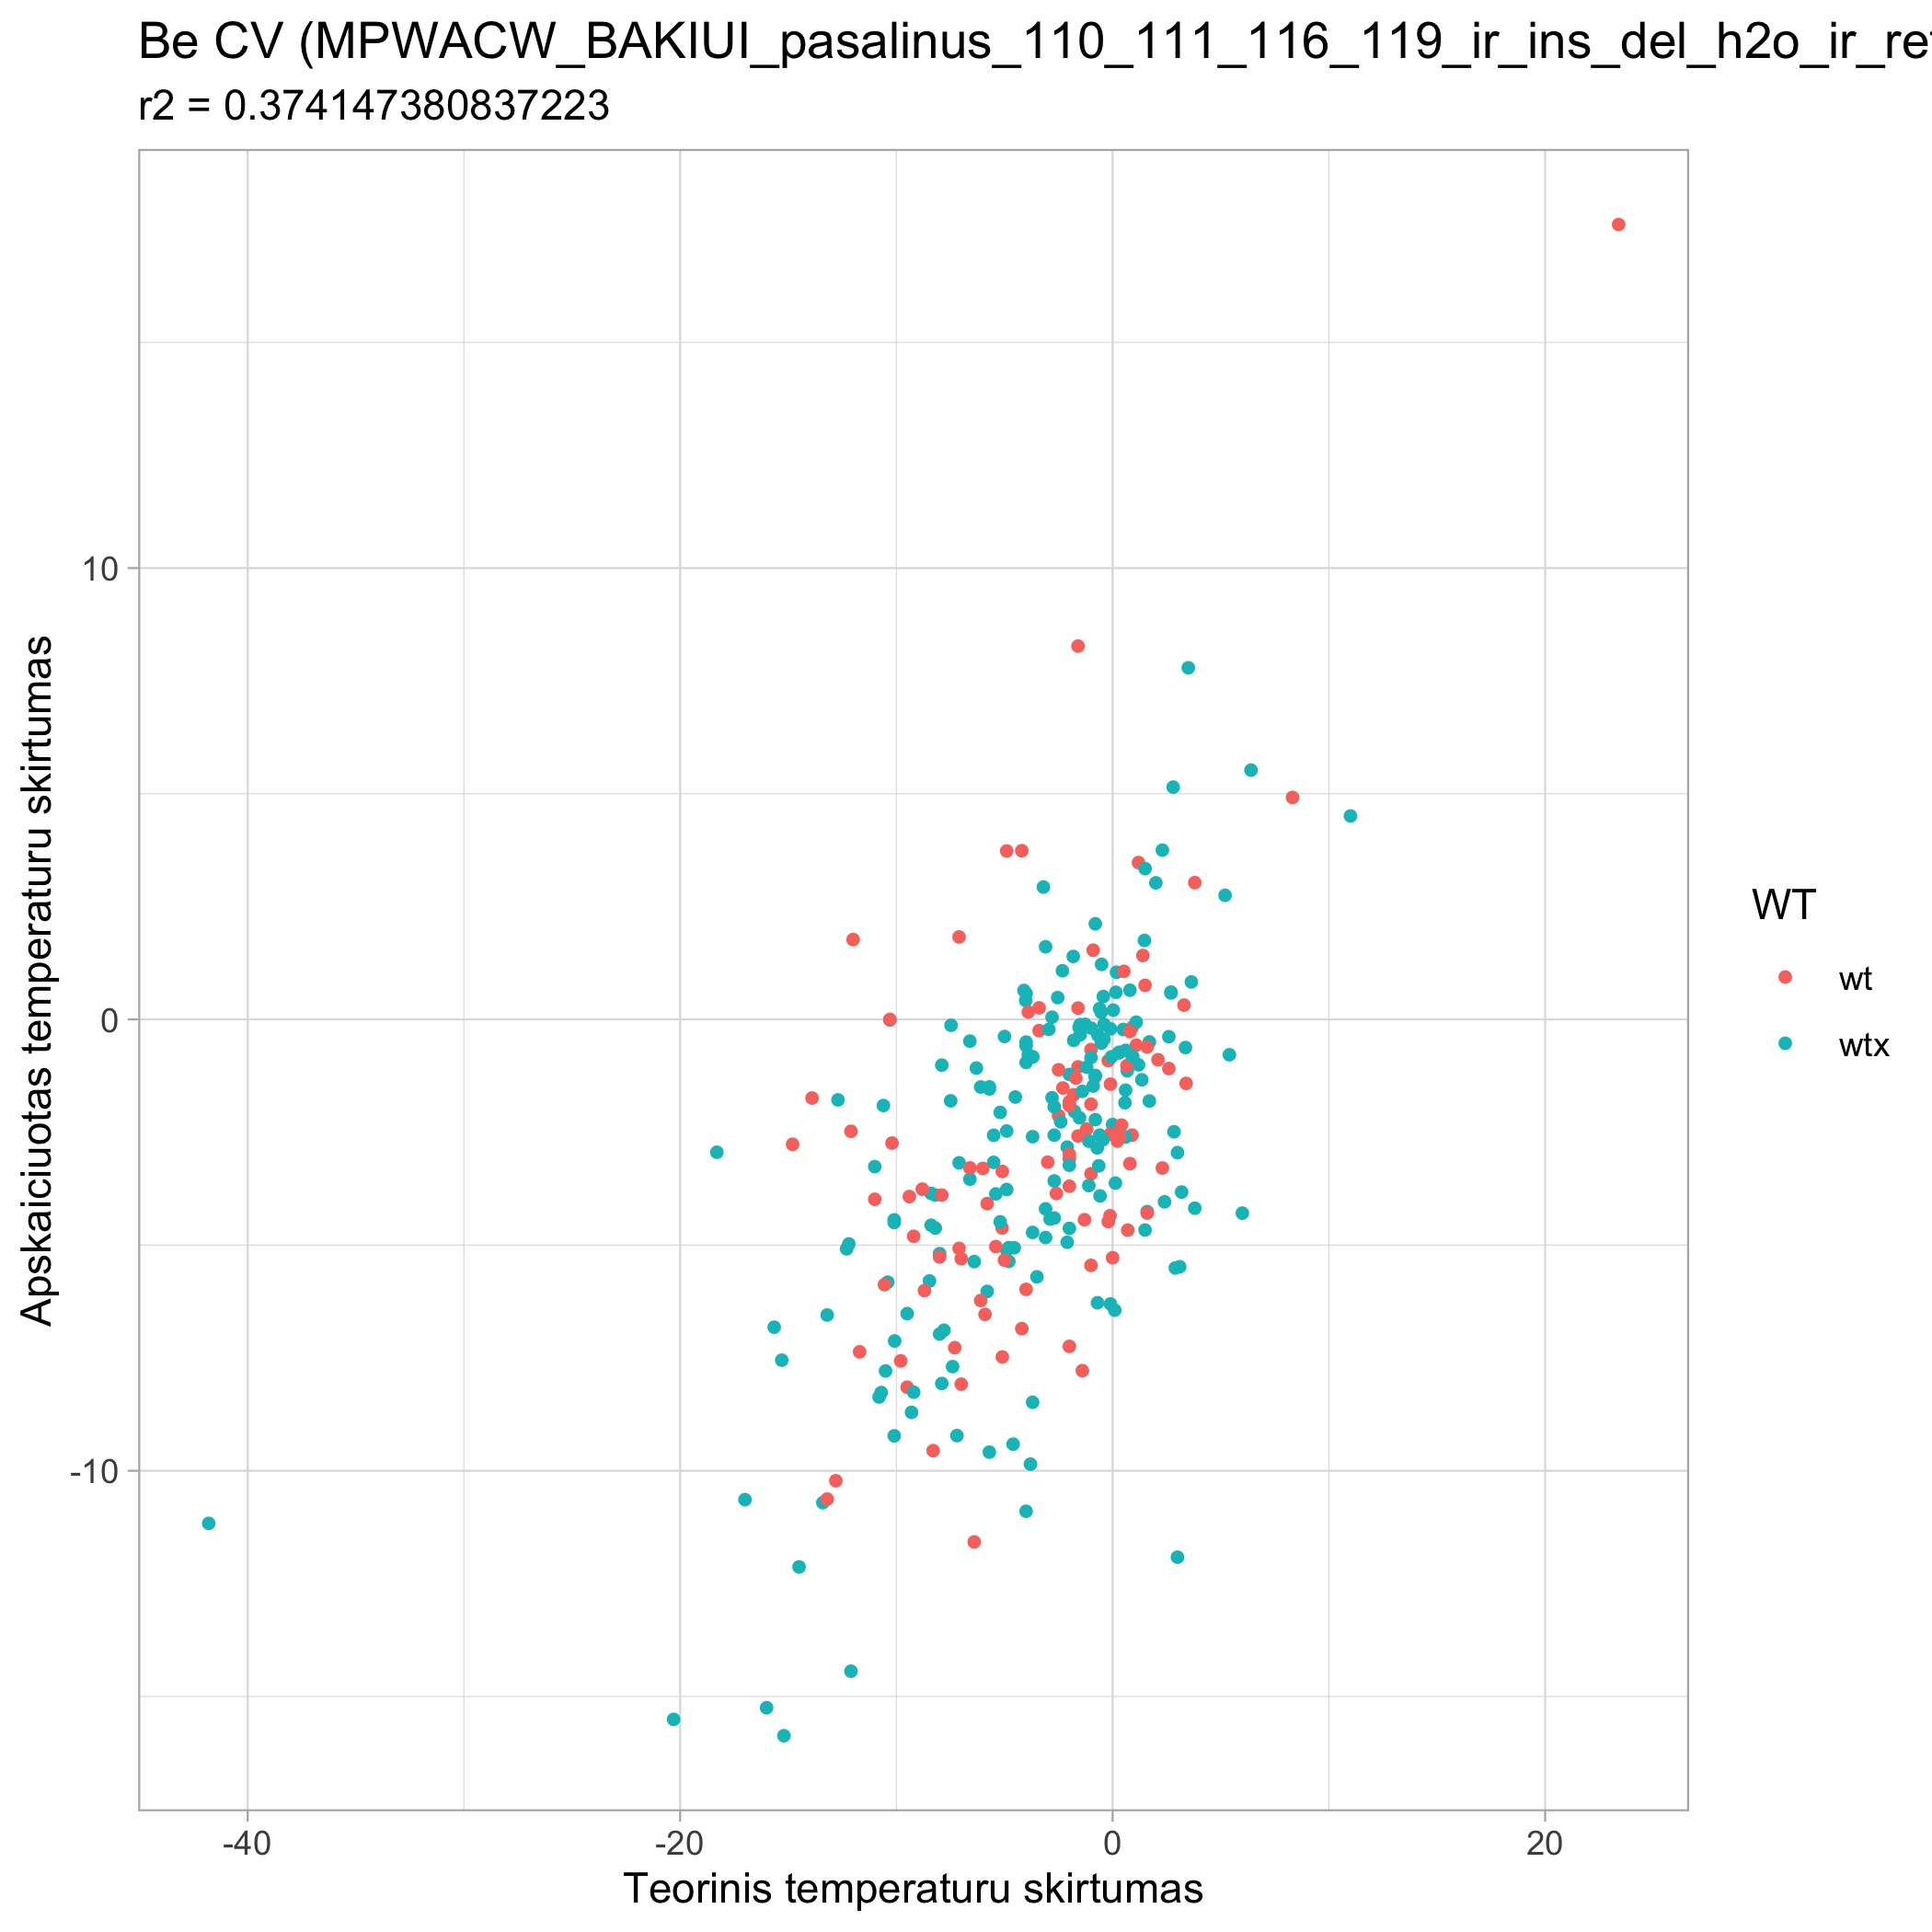 Be CV (MPWACW_BAKIUI_pasalinus_110_111_116_119_ir_ins_del_h2o_ir_re
r2 = 0.374147380837223
Apskaiciuotas temperaturu skirtumas
10
0
-10
-40
-20
0
20
Teorinis temperaturu skirtumas
WT
wt
wtx